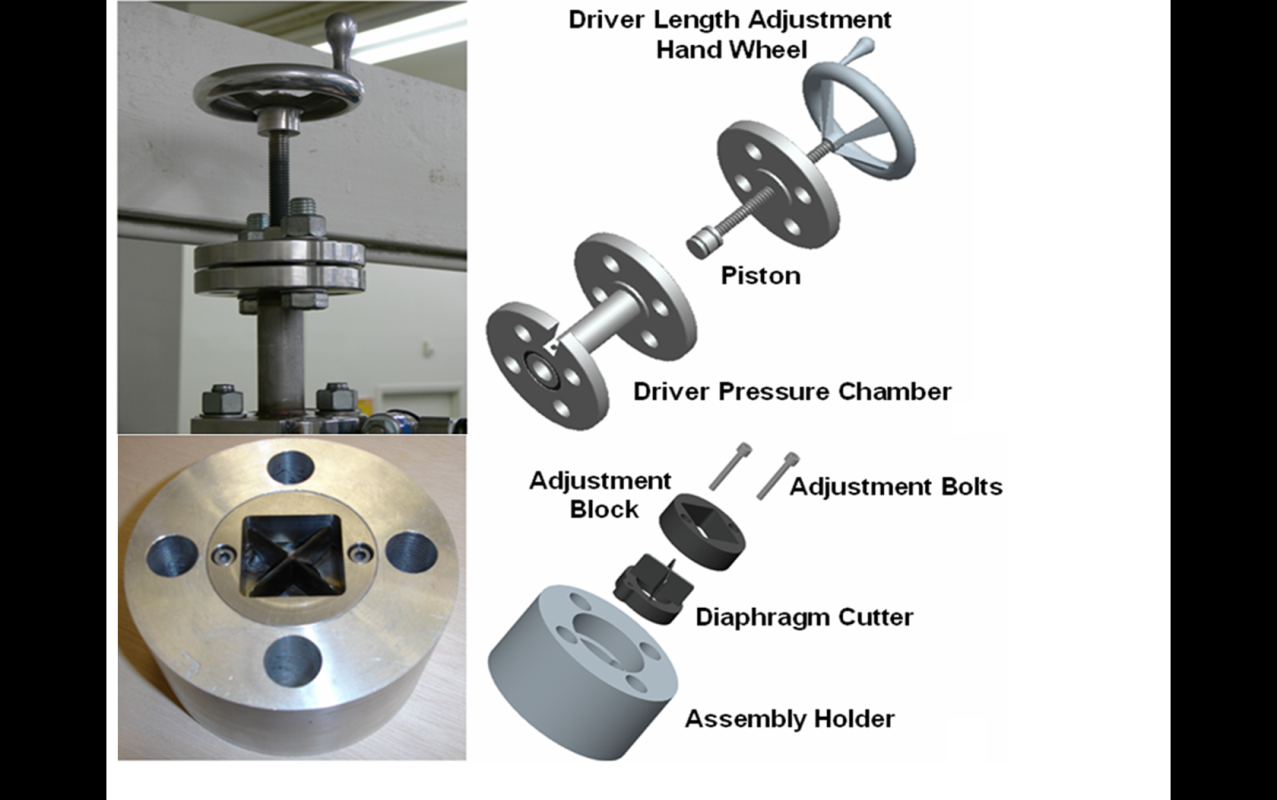 Driver Length Adjustment
Hand Wheel
Piston
Driver Pressure Chamber
Adjustment
Block
Adjustment Bolts
Diaphragm Cutter
Assembly Holder